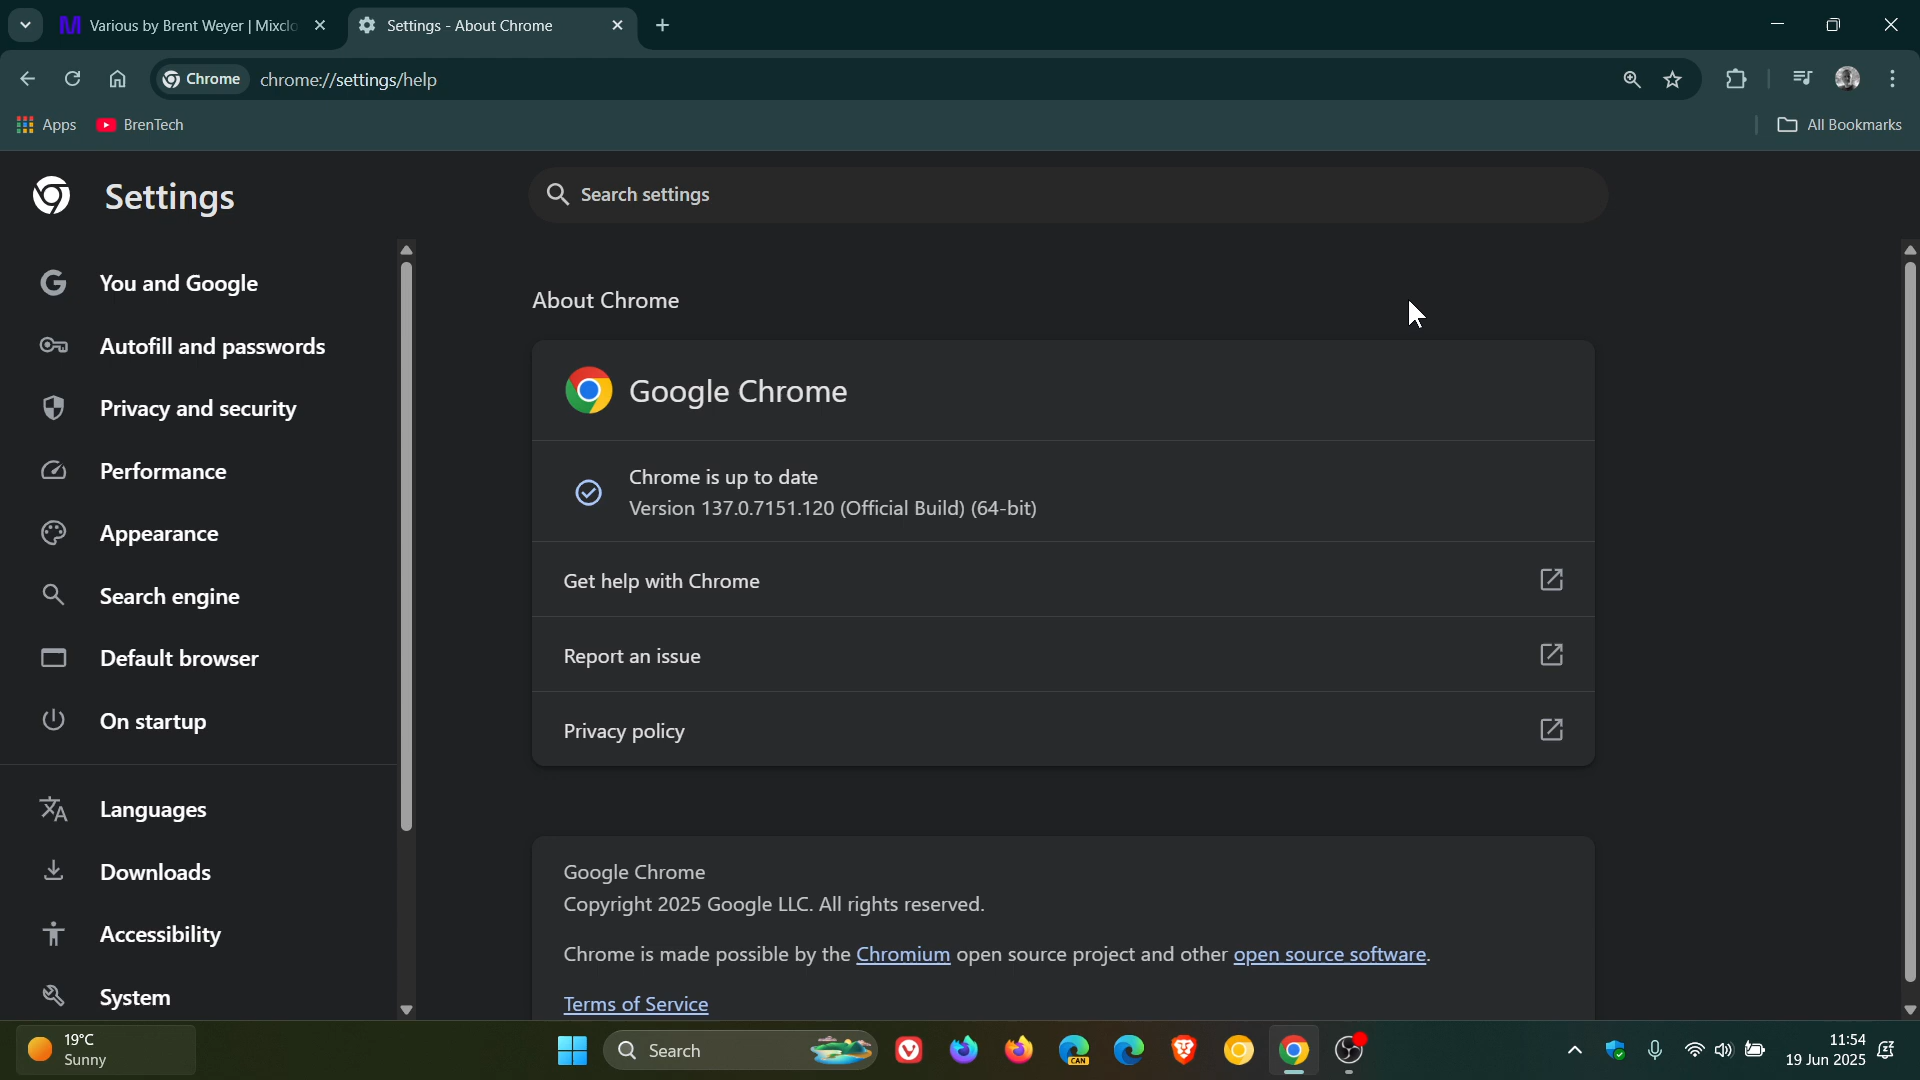 Various by Brent Weyer | Mixclo
Settings - About Chrome
Chrome
chrome://settings/help
Apps
BrenTech
All Bookmarks
Settings
Search settings
You and Google
Autofill and passwords
Privacy and security
Performance
Appearance
Search engine
Default browser
On startup
Languages
Downloads
Accessibility
System
About Chrome
Google Chrome
Chrome is up to date
Version 137.0.7151.120 (Official Build) (64-bit)
Get help with Chrome
Report an issue
Privacy policy
Google Chrome
Copyright 2025 Google LLC. All rights reserved.
Chrome is made possible by the Chromium open source project and other open source software.
Terms of Service
19°C
Sunny
Search
CAN
11:54
19 Jun 2025